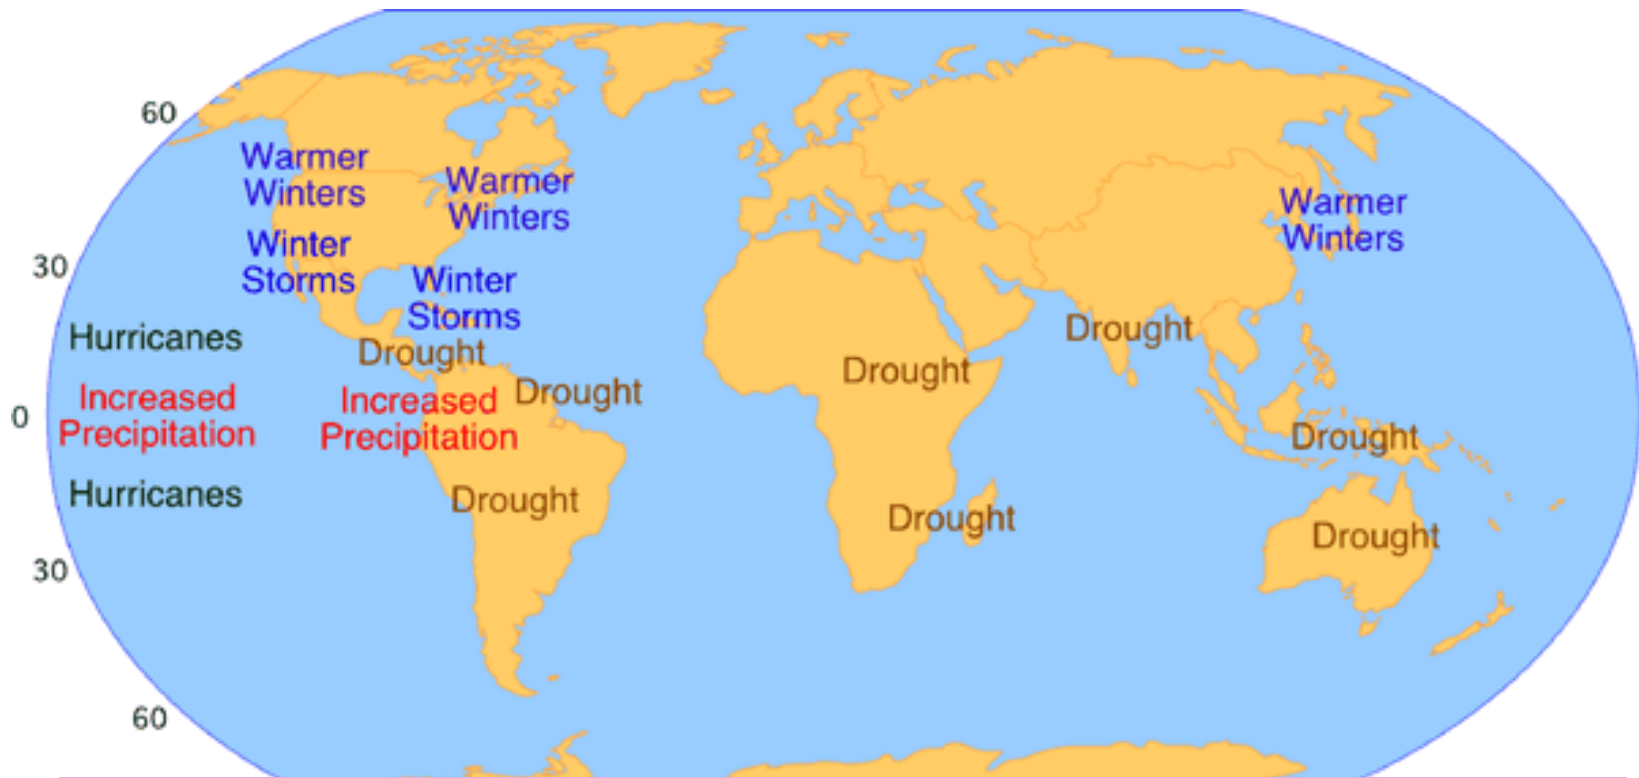 60
Warmer
Winters
Warmer
Winters
Warmer
Winters
30
Winter
Storms
Winter
Storms
Hurricanes
Drought
Drought
Drought
Drought
Increased
Precipitation
Increased
Precipitation
Drought
0
Drought
Hurricanes
Drought
Drought
Drought
30
60